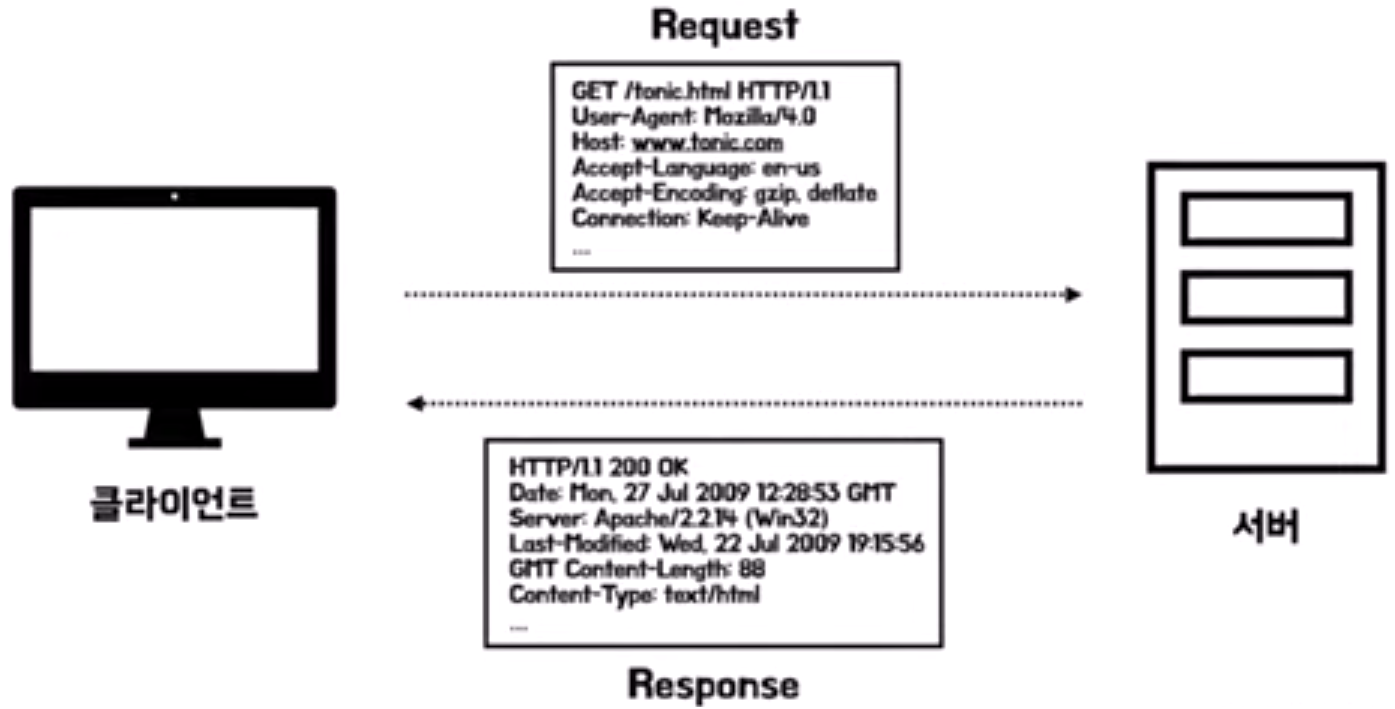 Request
GET /tonic.html HTTP/1.1
User-Agent: Mozilla/4.0
Host: www.tonic.com
Accept-Language: en-us
Accept-Encoding: gzip, deflate
Connection: Keep-Alive
...
클라이언트
서버
HTTP/1.1 200 OK
Date: Mon, 27 Jul 2009 12:28:53 GMT
Server: Apache/2.2.14 (Win32)
Last-Modified: Wed, 22 Jul 2009 19:15:56
GMT Content-Length: 88
Content-Type: text/html
...
Response